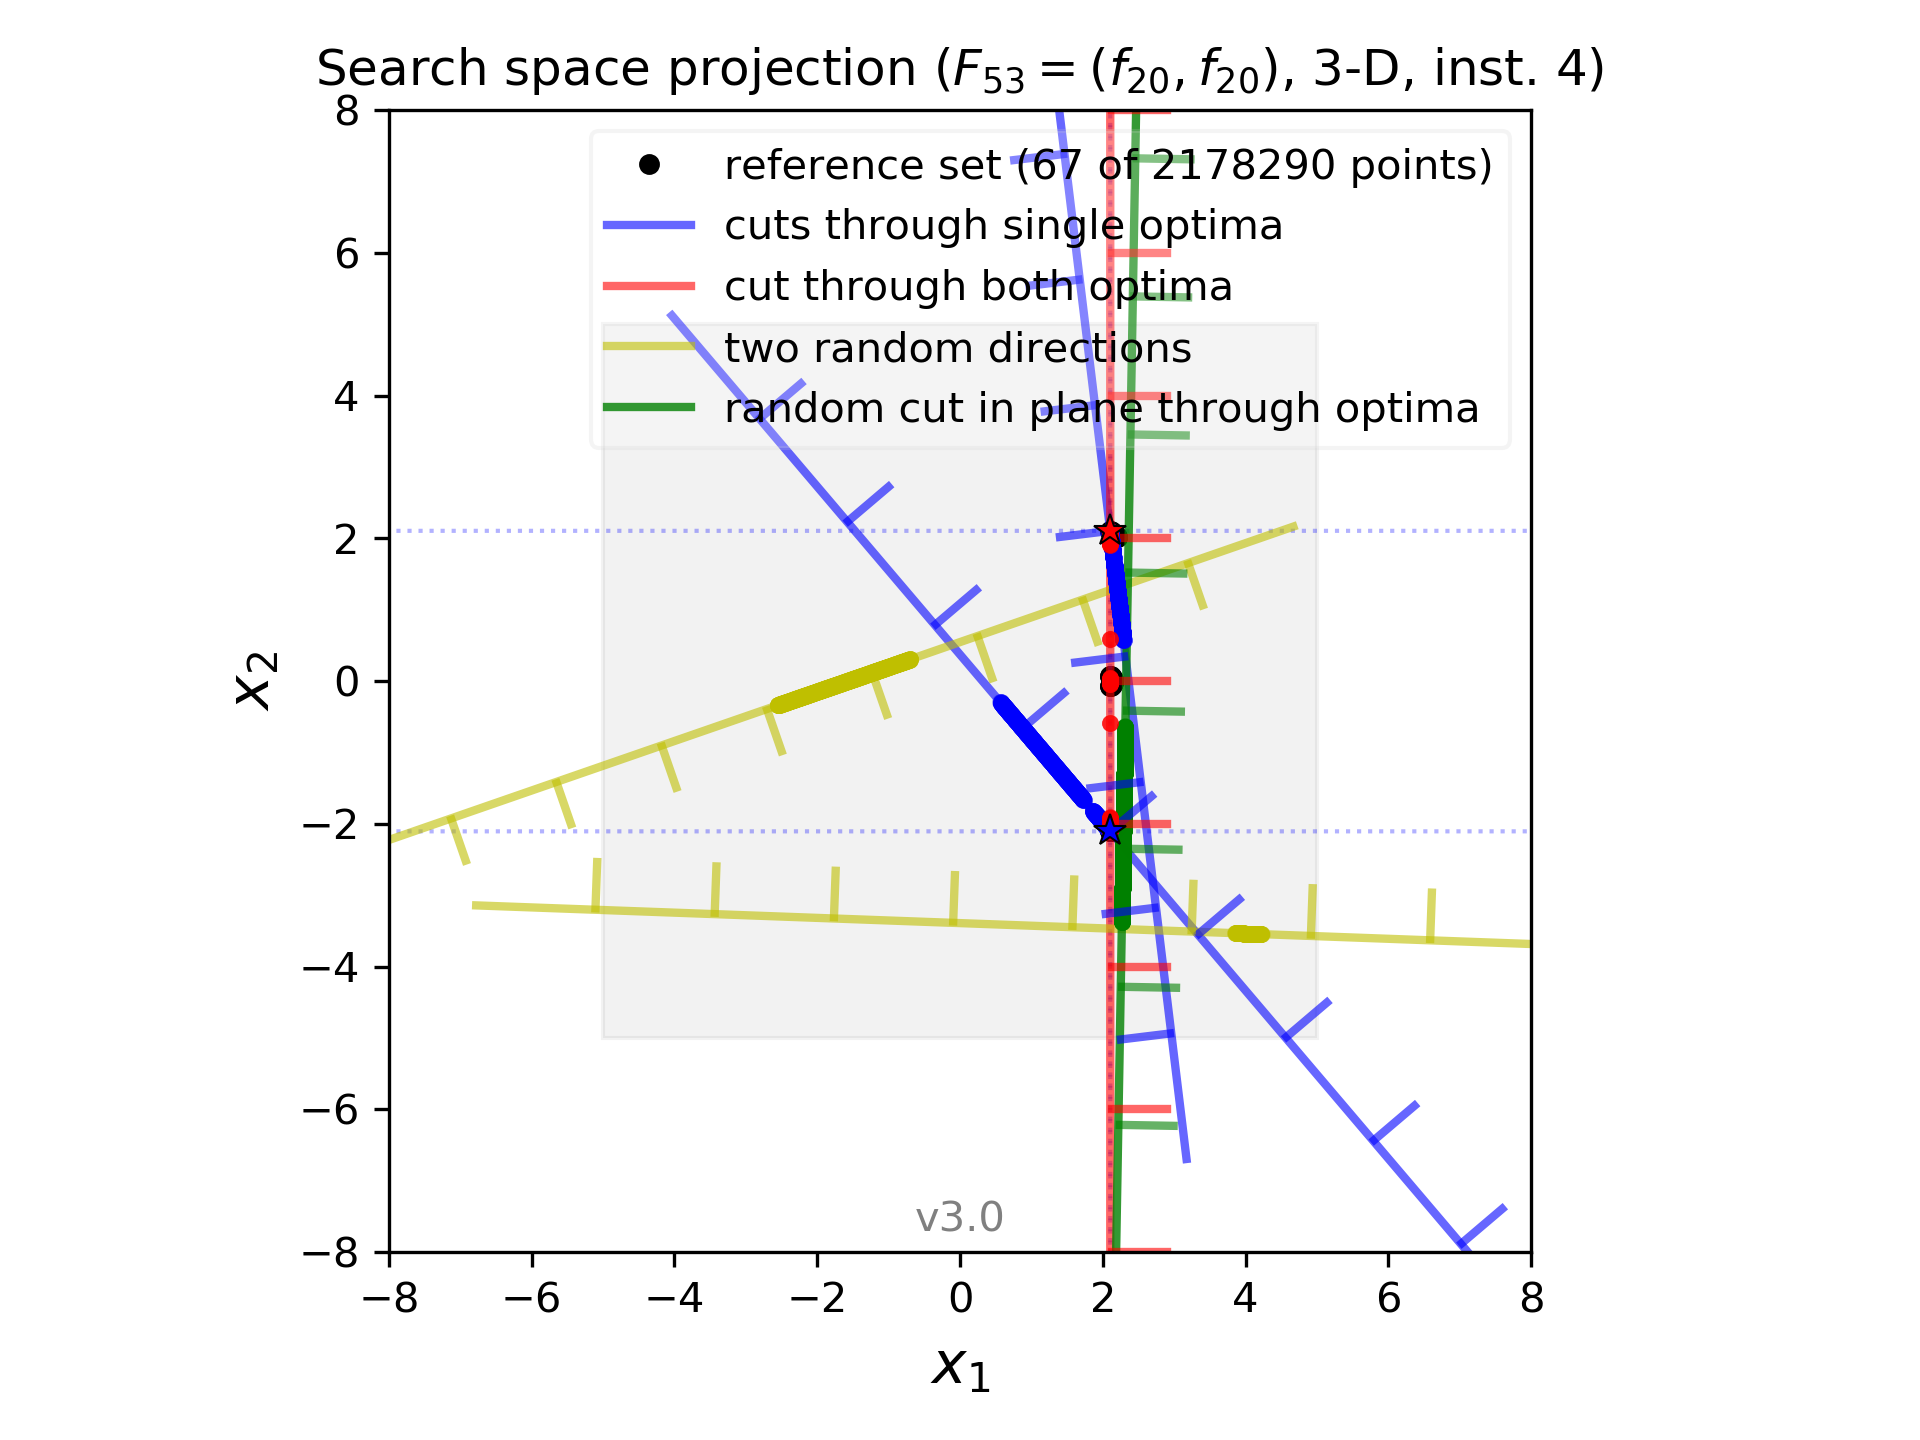 Search space projection (F₅₃ = (f₂₀, f₂₀), 3-D, inst. 4)
reference set (67 of 2178290 points)
cuts through single optima
cut through both optima
two random directions
random cut in plane through optima
8
6
4
2
0
−2
−4
−6
−8
x₂
v3.0
−8 −6 −4 −2 0 2 4 6 8
x₁